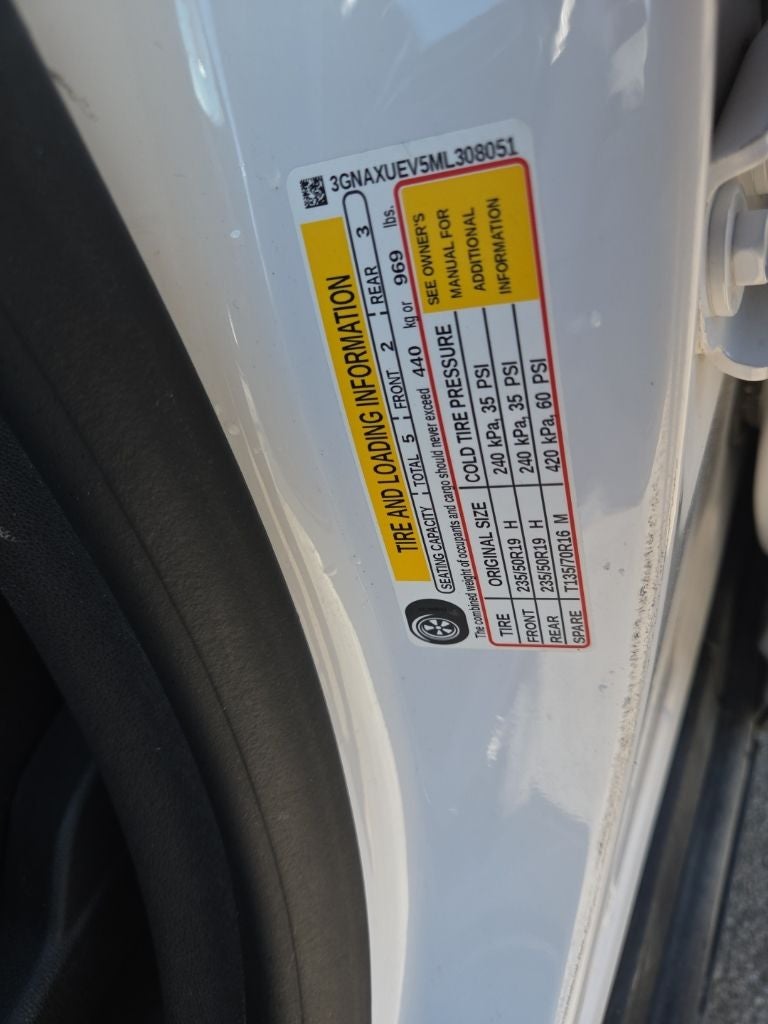 3GNAXUEV5ML308051
TIRE AND LOADING INFORMATION
SEATING CAPACITY TOTAL 5 FRONT 2 REAR 3
The combined weight of occupants and cargo should never exceed 440 kg or 969 lbs.
TIRE ORIGINAL SIZE COLD TIRE PRESSURE
FRONT 235/50R19 H 240 kPa, 35 PSI
REAR 235/50R19 H 240 kPa, 35 PSI
SPARE T135/70R16 M 420 kPa, 60 PSI
SEE OWNER'S
MANUAL FOR
ADDITIONAL
INFORMATION